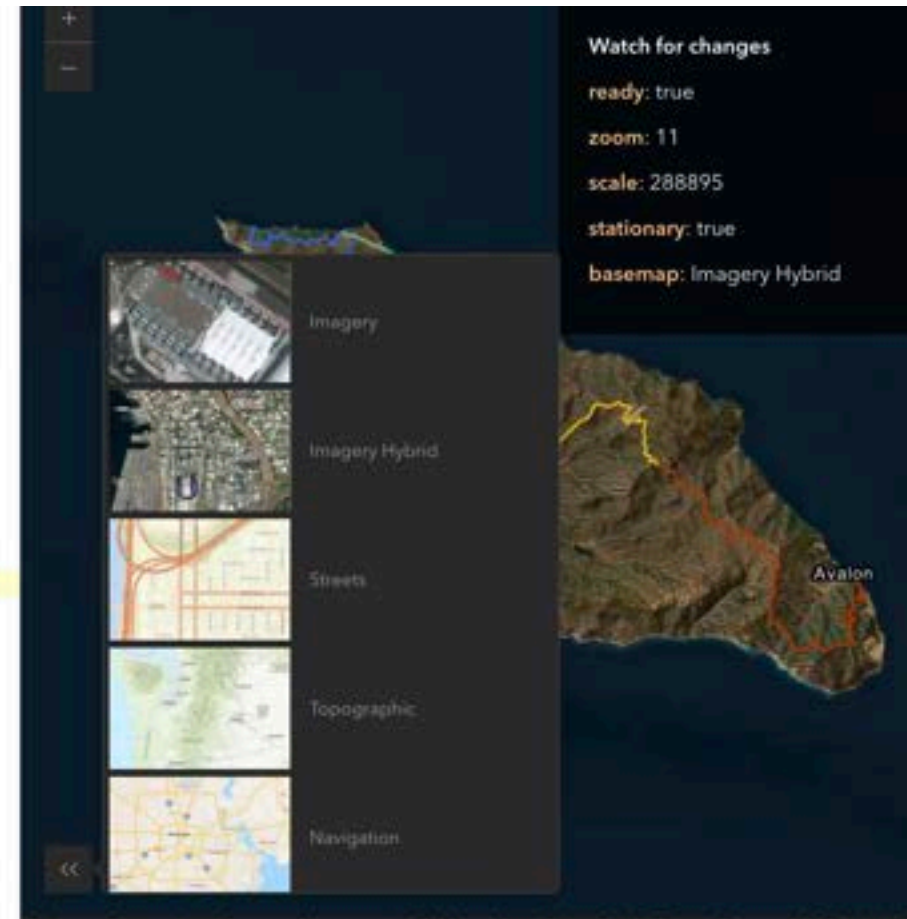 +
−
Watch for changes
ready: true
zoom: 11
scale: 288895
stationary: true
basemap: Imagery Hybrid
Imagery
Imagery Hybrid
Streets
Avalon
Topographic
Navigation
<<